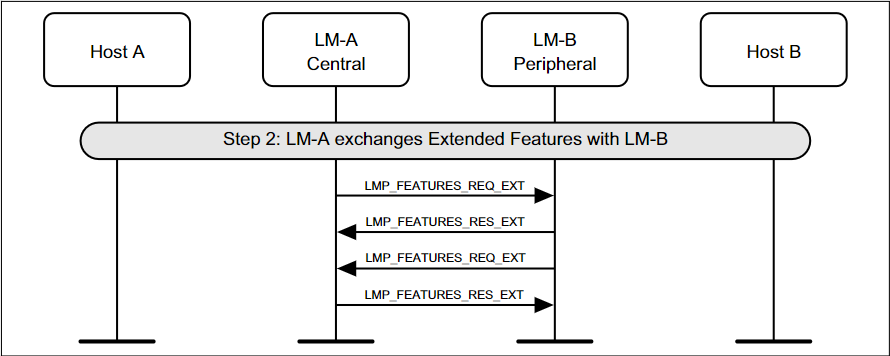 Host A
LM-A
Central
LM-B
Peripheral
Host B
Step 2: LM-A exchanges Extended Features with LM-B
LMP_FEATURES_REQ_EXT
LMP_FEATURES_RES_EXT
LMP_FEATURES_REQ_EXT
LMP_FEATURES_RES_EXT